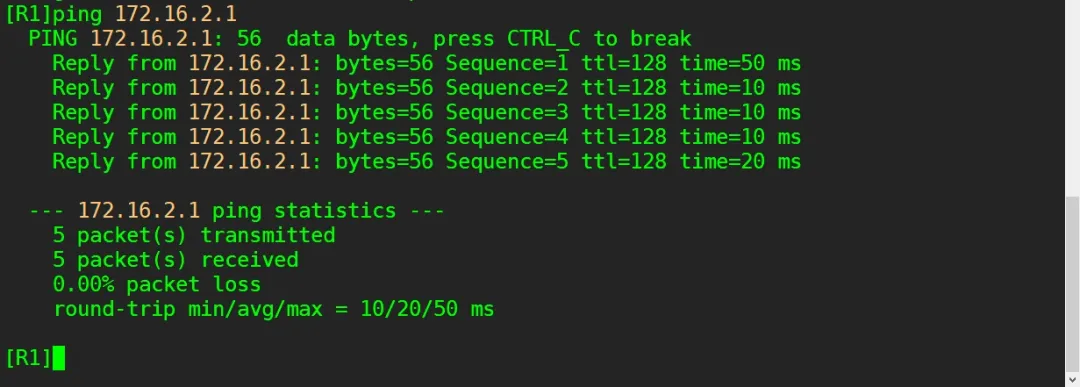 [R1]ping 172.16.2.1
PING 172.16.2.1: 56  data bytes, press CTRL_C to break
Reply from 172.16.2.1: bytes=56 Sequence=1 ttl=128 time=50 ms
Reply from 172.16.2.1: bytes=56 Sequence=2 ttl=128 time=10 ms
Reply from 172.16.2.1: bytes=56 Sequence=3 ttl=128 time=10 ms
Reply from 172.16.2.1: bytes=56 Sequence=4 ttl=128 time=10 ms
Reply from 172.16.2.1: bytes=56 Sequence=5 ttl=128 time=20 ms
--- 172.16.2.1 ping statistics ---
5 packet(s) transmitted
5 packet(s) received
0.00% packet loss
round-trip min/avg/max = 10/20/50 ms
[R1]